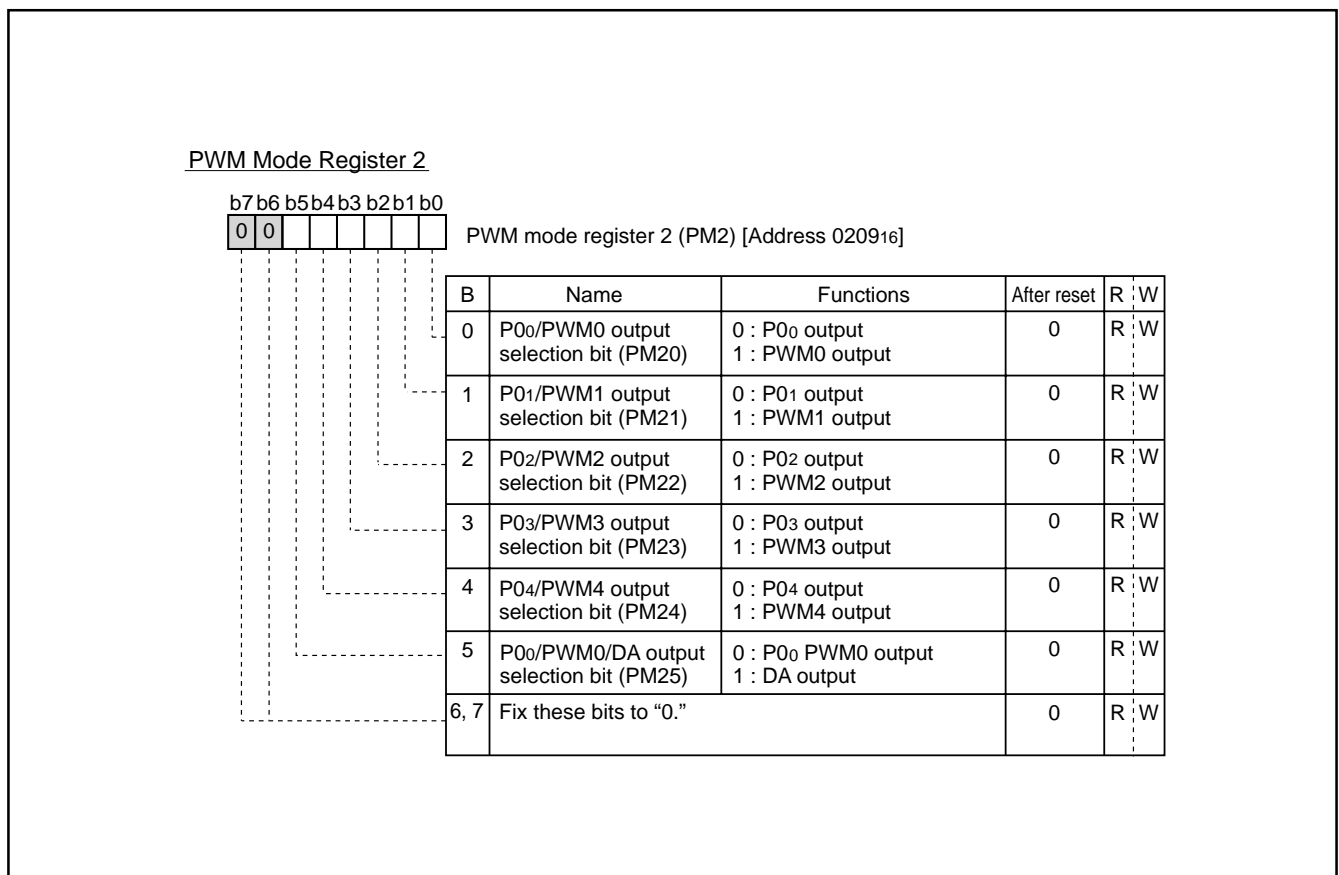 PWM Mode Register 2
b7 b6 b5 b4 b3 b2 b1 b0
0 0
PWM mode register 2 (PM2) [Address 020916]
B Name Functions After reset R W
0 P00/PWM0 output selection bit (PM20) 0 : P00 output 1 : PWM0 output 0 R W
1 P01/PWM1 output selection bit (PM21) 0 : P01 output 1 : PWM1 output 0 R W
2 P02/PWM2 output selection bit (PM22) 0 : P02 output 1 : PWM2 output 0 R W
3 P03/PWM3 output selection bit (PM23) 0 : P03 output 1 : PWM3 output 0 R W
4 P04/PWM4 output selection bit (PM24) 0 : P04 output 1 : PWM4 output 0 R W
5 P00/PWM0/DA output selection bit (PM25) 0 : P00 PWM0 output 1 : DA output 0 R W
6, 7 Fix these bits to “0.” 0 R W